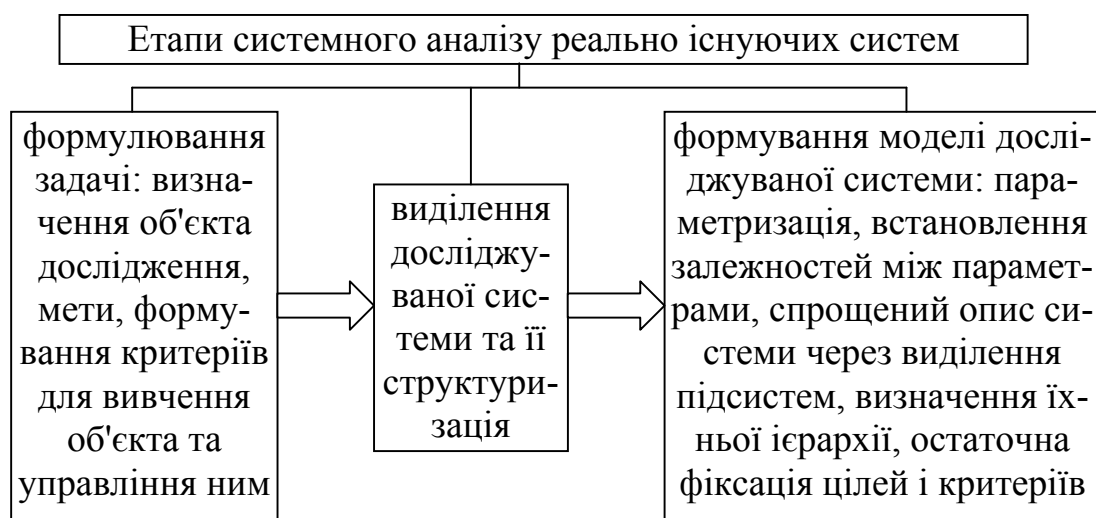 Етапи системного аналізу реально існуючих систем
формулювання
задачі: визна-
чення об'єкта
дослідження,
мети, форму-
вання критеріїв
для вивчення
об'єкта та
управління ним
виділення
досліджу-
ваної сис-
теми та її
структури-
зація
формування моделі дослі-
джуваної системи: пара-
метризація, встановлення
залежностей між парамет-
рами, спрощений опис си-
стеми через виділення
підсистем, визначення їх-
ньої ієрархії, остаточна
фіксація цілей і критеріїв